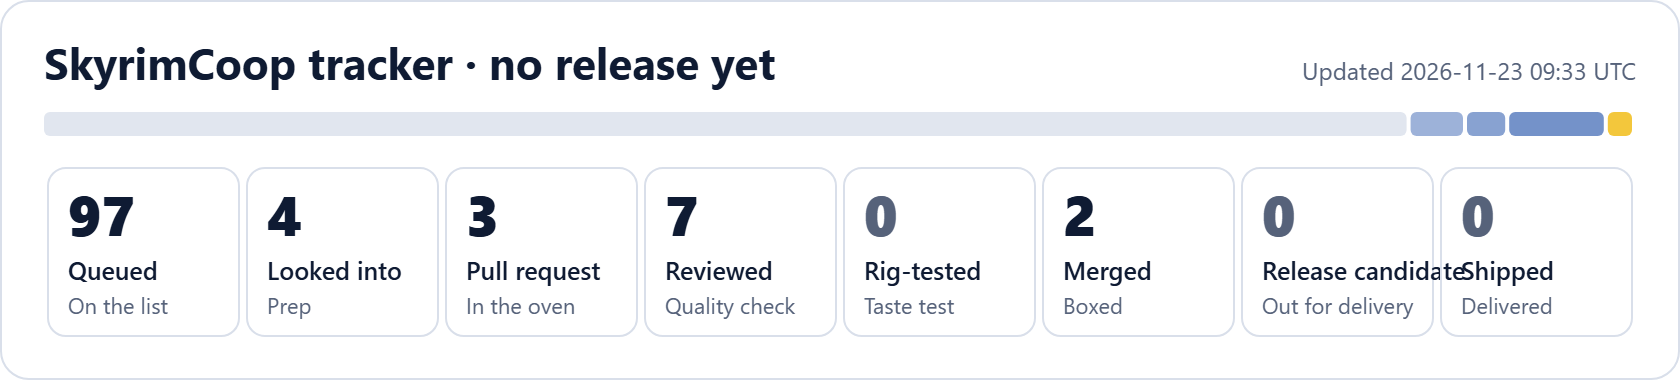 SkyrimCoop tracker · no release yet
Updated 2026-11-23 09:33 UTC
97
Queued
On the list
4
Looked into
Prep
3
Pull request
In the oven
7
Reviewed
Quality check
0
Rig-tested
Taste test
2
Merged
Boxed
0
Release candidate
Out for delivery
0
Shipped
Delivered